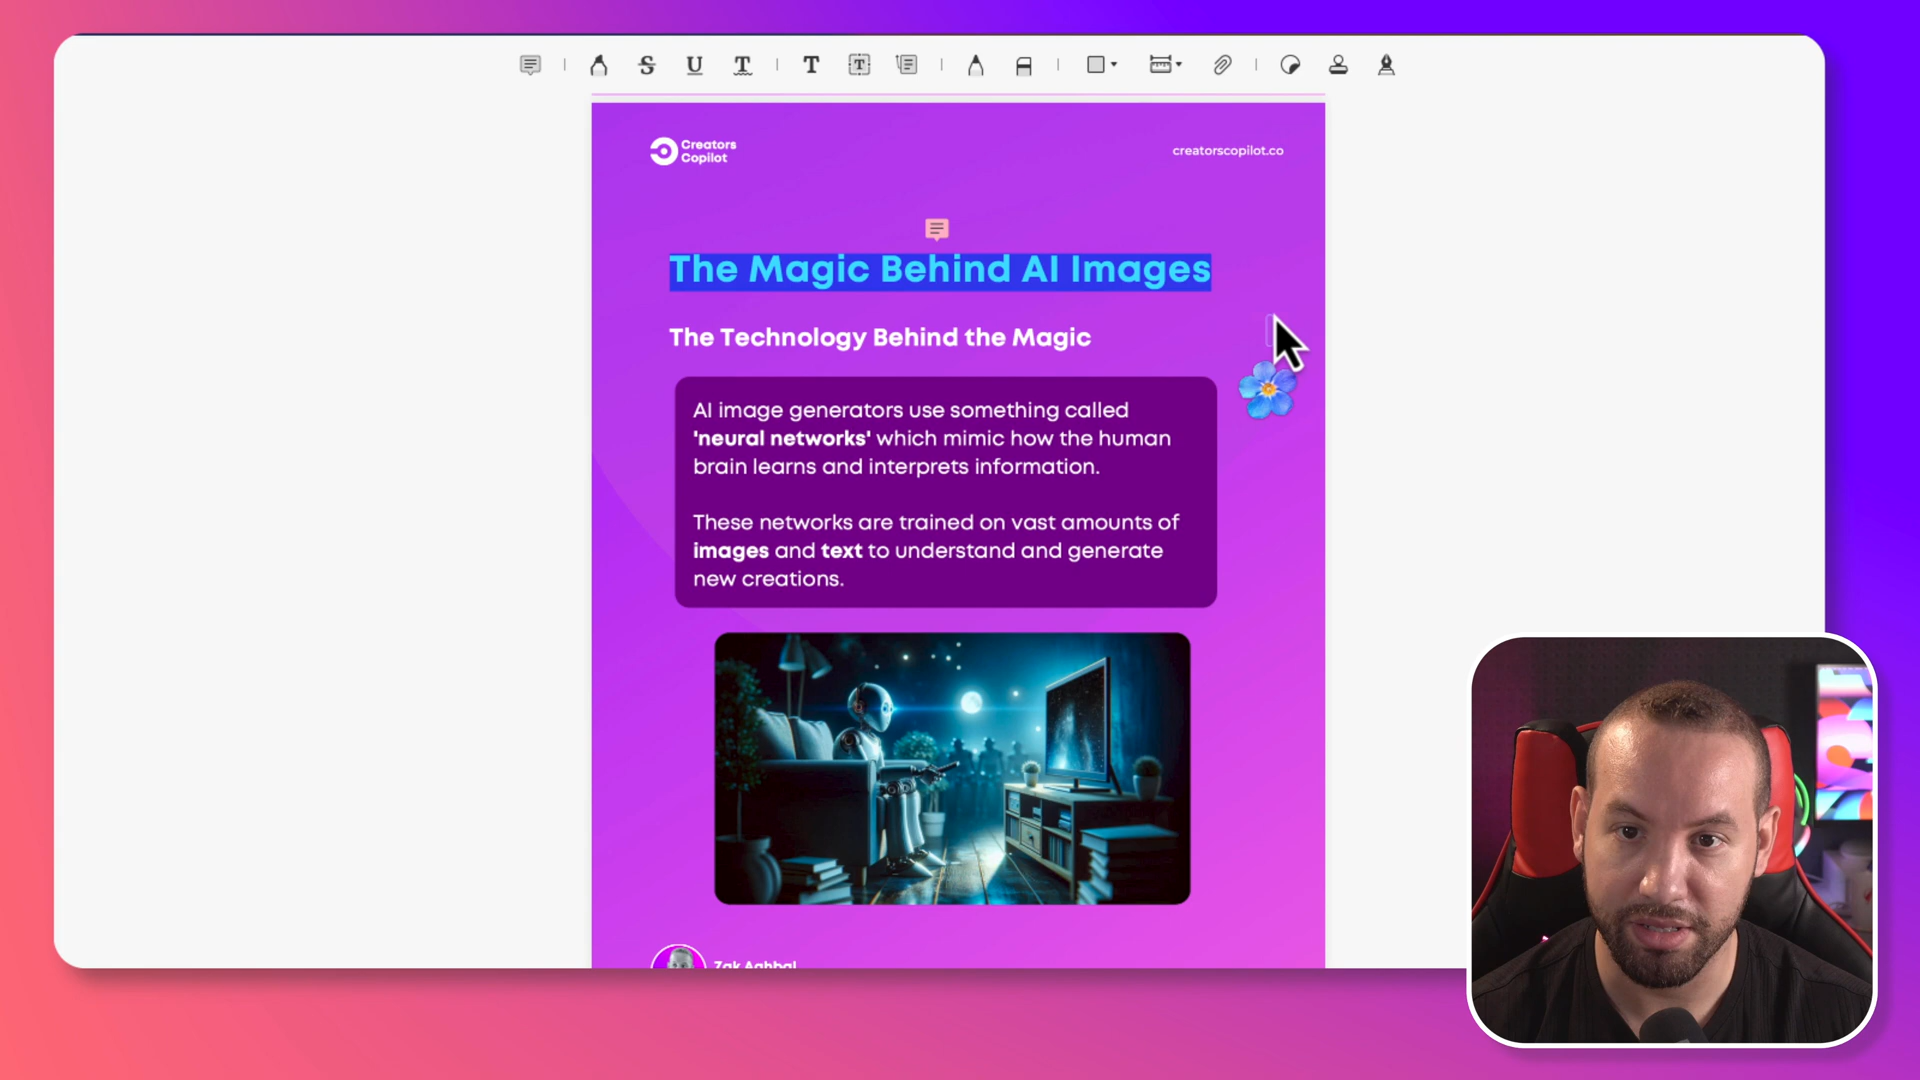 Creators
Copilot
creatorscopilot.co
The Magic Behind AI Images
The Technology Behind the Magic
AI image generators use something called
'neural networks' which mimic how the human
brain learns and interprets information.
These networks are trained on vast amounts of
images and text to understand and generate
new creations.
Zak Aghbal